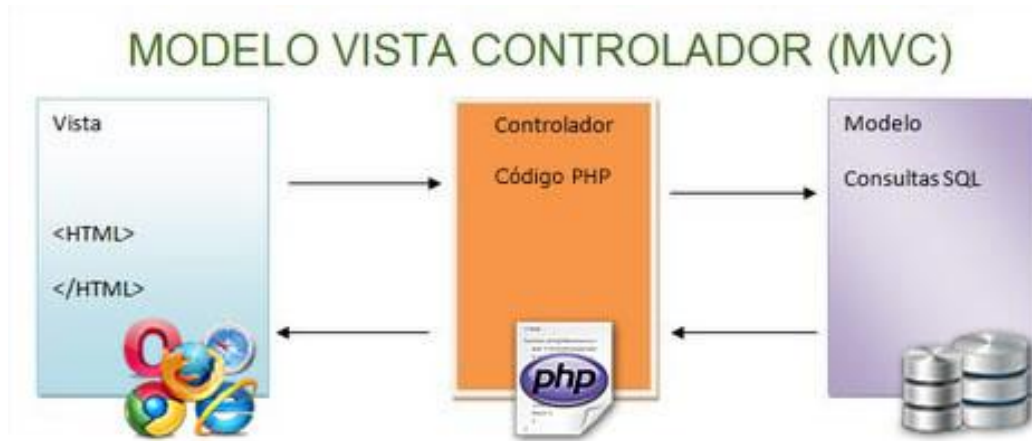 MODELO VISTA CONTROLADOR (MVC)
Vista
<HTML>
</HTML>
Controlador
Código PHP
php
Modelo
Consultas SQL